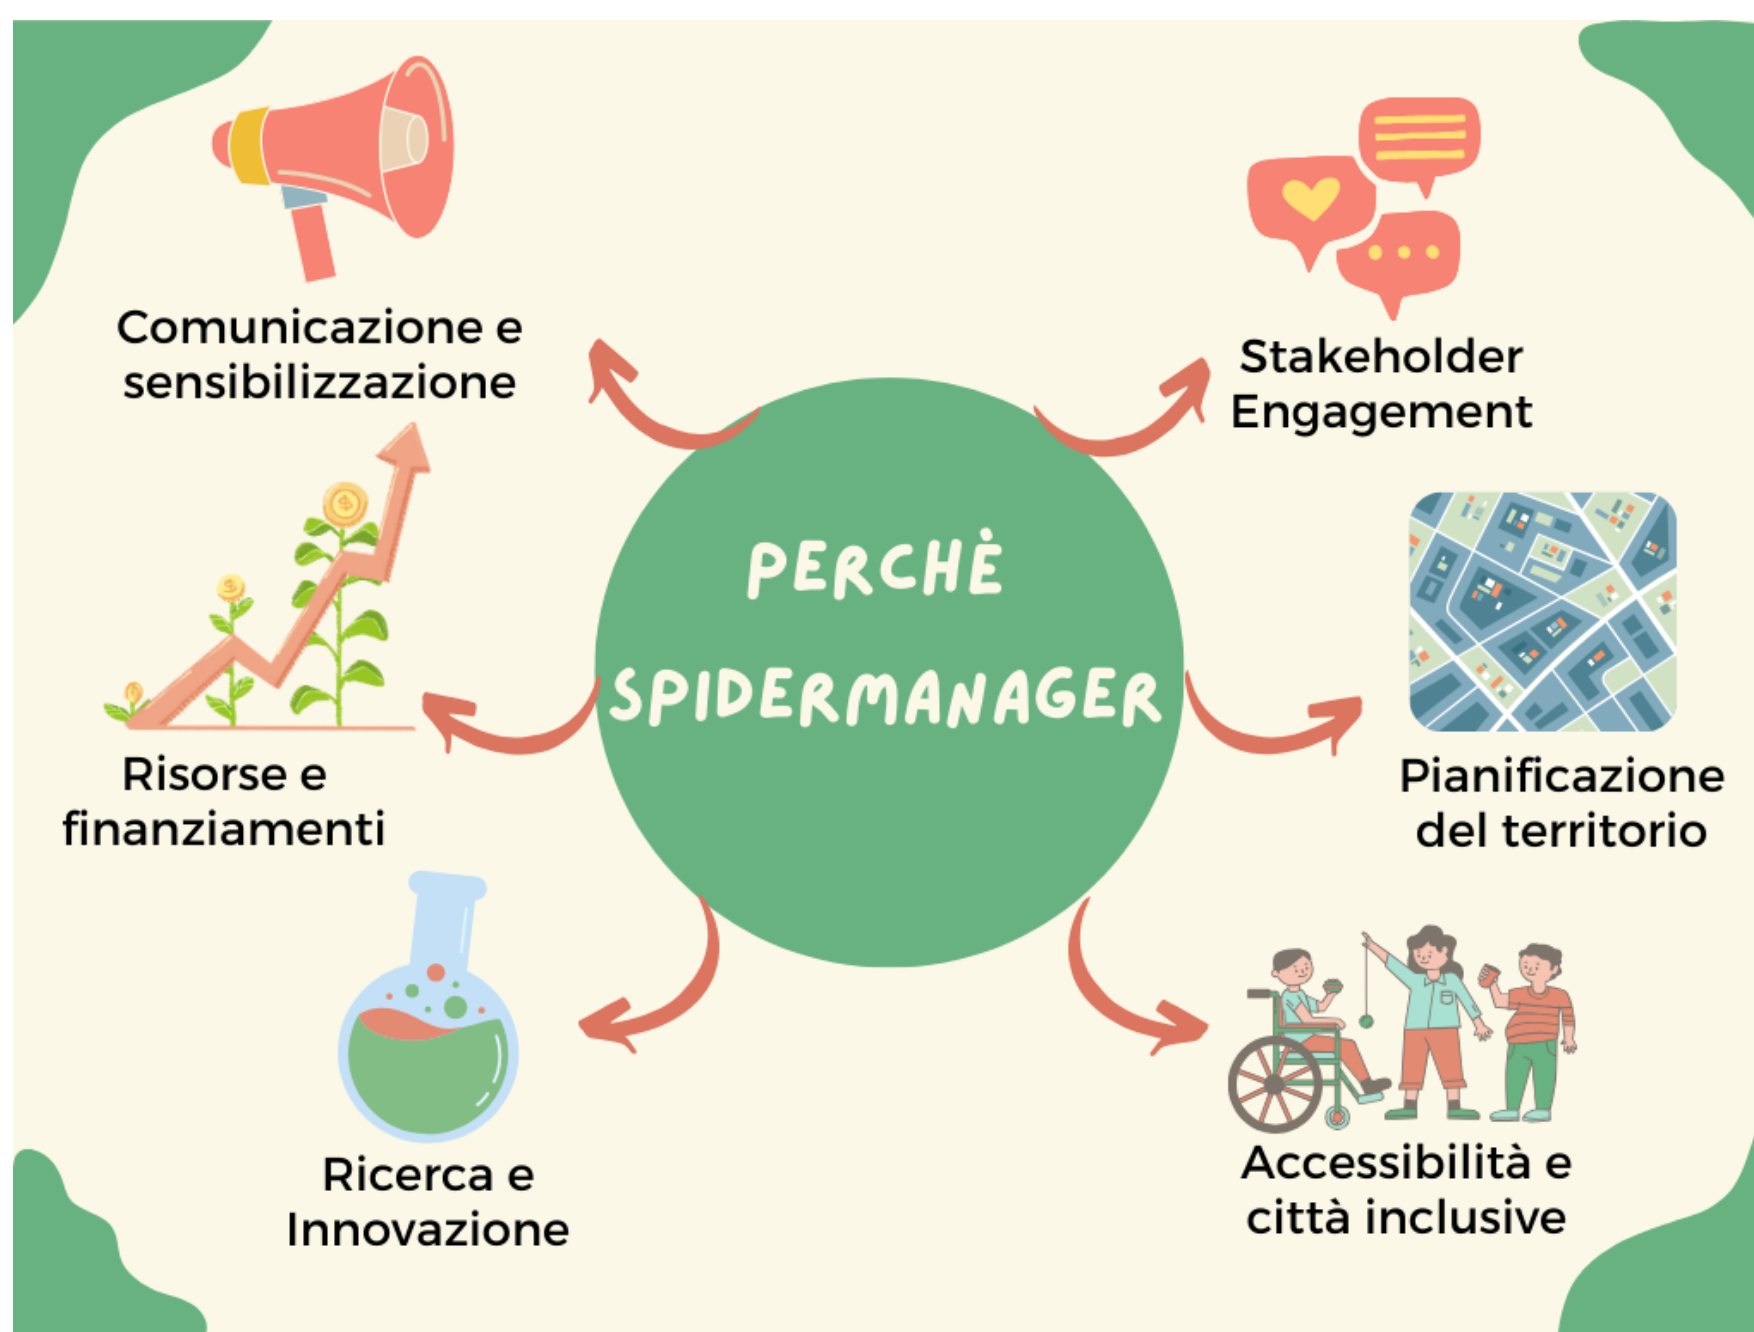 Comunicazione e
sensibilizzazione
Stakeholder
Engagement
PERCHÈ
SPIDERMANAGER
Risorse e
finanziamenti
Pianificazione
del territorio
Ricerca e
Innovazione
Accessibilità e
città inclusive